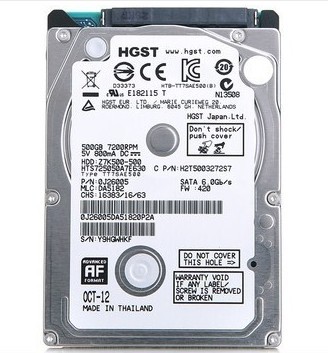 HGST www.hgst.com
D33373 HTS-TT7SAE500(B)
E182115 T
N13508
HGST EUR. LTD. / MARIE CURIEWEG 20,
ROERMOND, LIMBURG, 6045 GH. NETHERLANDS
HGST Japan,Ltd.
Don't shock/
push cover
500GB 7200RPM
5V 800mA DC
HDD: Z7K500-500
HTS725050A7E630 C P/N: H2T5003272S7
Type TT7SAE500
P/N: 0J26005 SATA 6.0Gb/s
MLC: DA5182 FW :420
CHS: 16383/16/63
0J26005DA51820P2A
S/N: Y9HGWHKF
DO NOT COVER
THIS HOLE
ADVANCED
AF
FORMAT
WARRANTY VOID
IF ANY LABEL/
SCREW IS REMOVED
OR BROKEN
OCT-12
MADE IN THAILAND